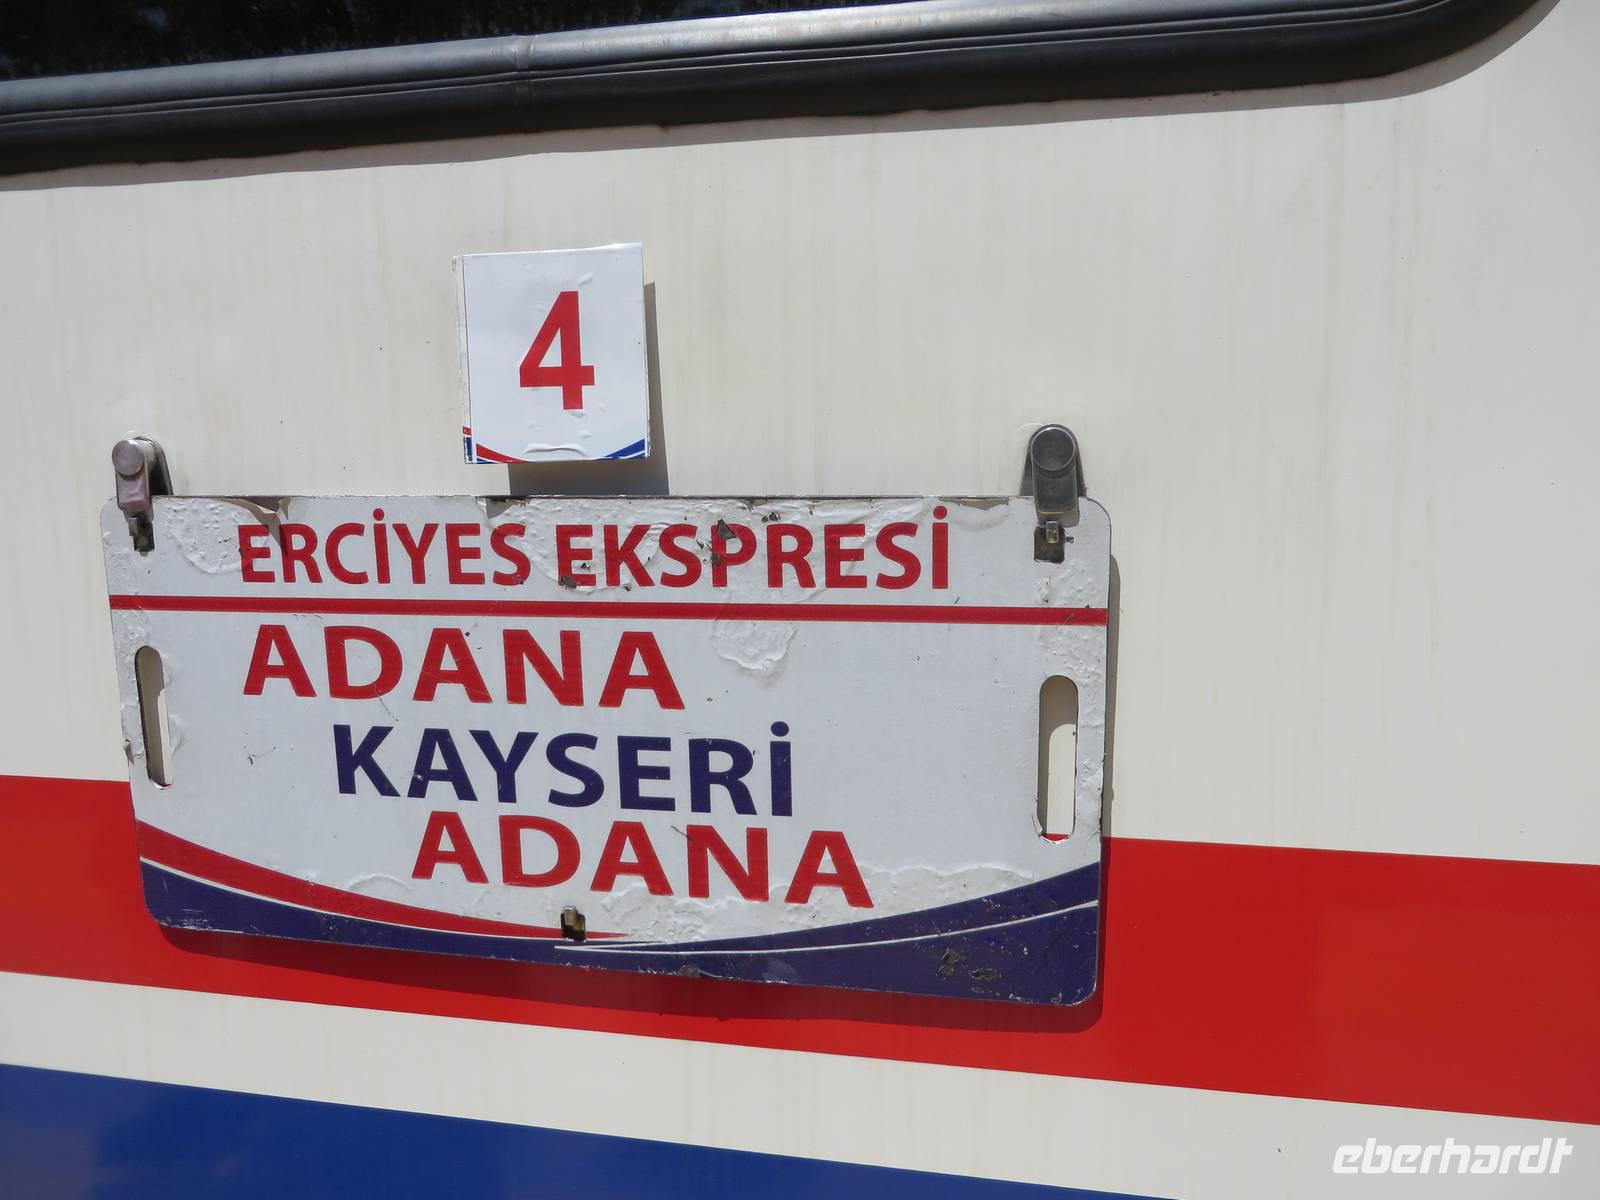 4
ERCİYES EKSPRESİ
ADANA
KAYSERİ
ADANA
eberhardt